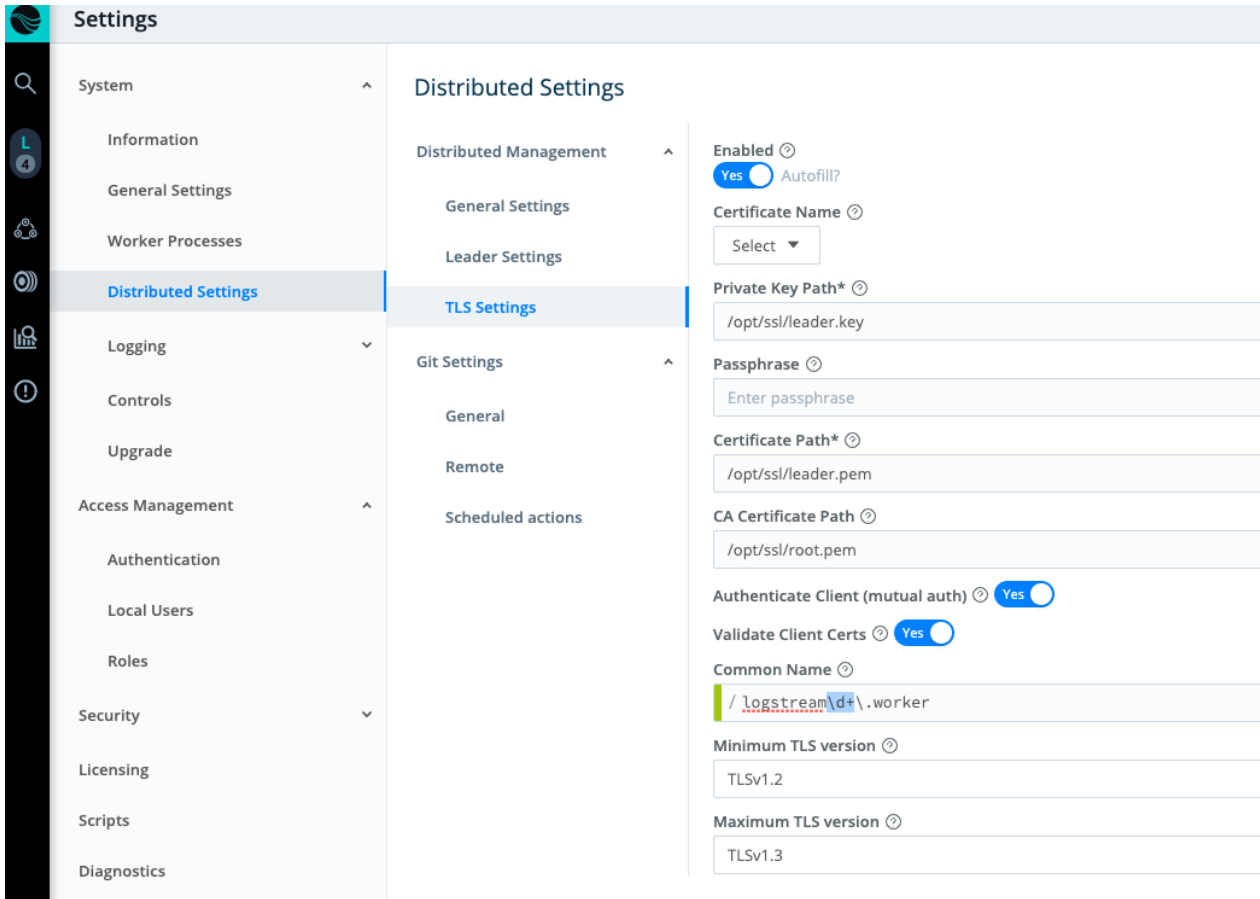 Settings
L
4
System
Information
General Settings
Worker Processes
Distributed Settings
Logging
Controls
Upgrade
Access Management
Authentication
Local Users
Roles
Security
Licensing
Scripts
Diagnostics
Distributed Settings
Distributed Management
General Settings
Leader Settings
TLS Settings
Git Settings
General
Remote
Scheduled actions
Enabled
Yes Autofill?
Certificate Name
Select
Private Key Path*
/opt/ssl/leader.key
Passphrase
Enter passphrase
Certificate Path*
/opt/ssl/leader.pem
CA Certificate Path
/opt/ssl/root.pem
Authenticate Client (mutual auth) Yes
Validate Client Certs Yes
Common Name
/ logstream\d+\.worker
Minimum TLS version
TLSv1.2
Maximum TLS version
TLSv1.3